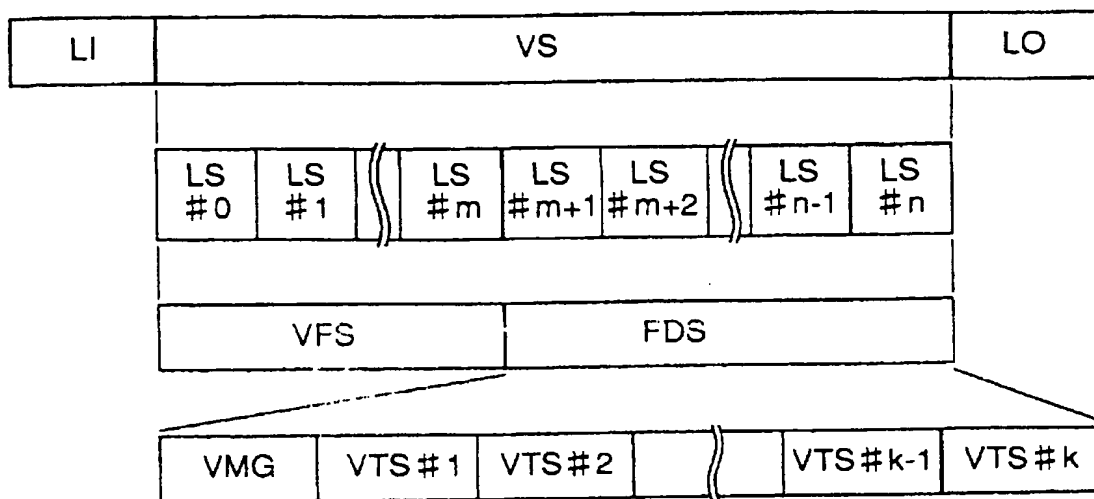 LI VS LO
LS #0 LS #1 LS #m LS #m+1 LS #m+2 LS #n-1 LS #n
VFS FDS
VMG VTS#1 VTS#2 VTS#k-1 VTS#k